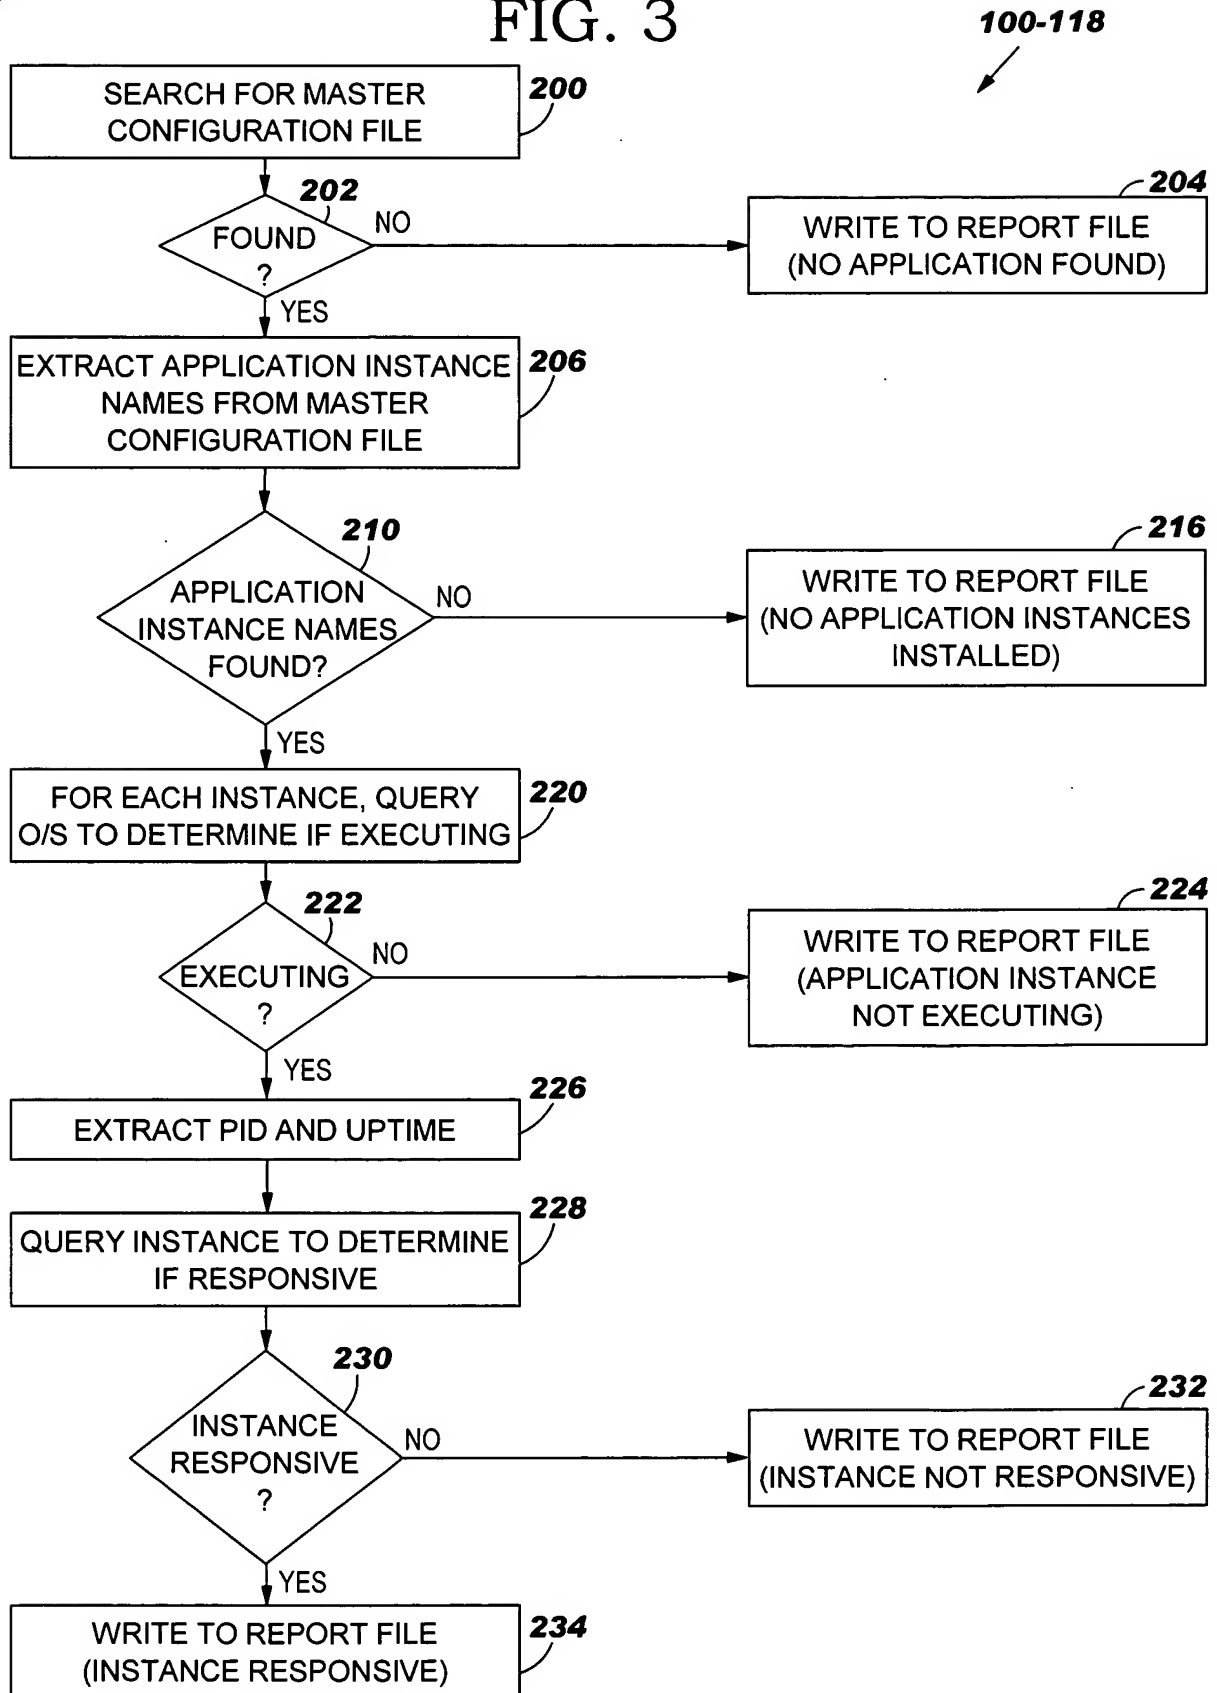 FIG. 3
100-118
SEARCH FOR MASTER
CONFIGURATION FILE
200
202
FOUND
?
NO
204
WRITE TO REPORT FILE
(NO APPLICATION FOUND)
YES
EXTRACT APPLICATION INSTANCE
NAMES FROM MASTER
CONFIGURATION FILE
206
210
APPLICATION
INSTANCE NAMES
FOUND?
NO
216
WRITE TO REPORT FILE
(NO APPLICATION INSTANCES
INSTALLED)
YES
FOR EACH INSTANCE, QUERY
O/S TO DETERMINE IF EXECUTING
220
222
EXECUTING
?
NO
224
WRITE TO REPORT FILE
(APPLICATION INSTANCE
NOT EXECUTING)
YES
EXTRACT PID AND UPTIME
226
QUERY INSTANCE TO DETERMINE
IF RESPONSIVE
228
230
INSTANCE
RESPONSIVE
?
NO
232
WRITE TO REPORT FILE
(INSTANCE NOT RESPONSIVE)
YES
WRITE TO REPORT FILE
(INSTANCE RESPONSIVE)
234